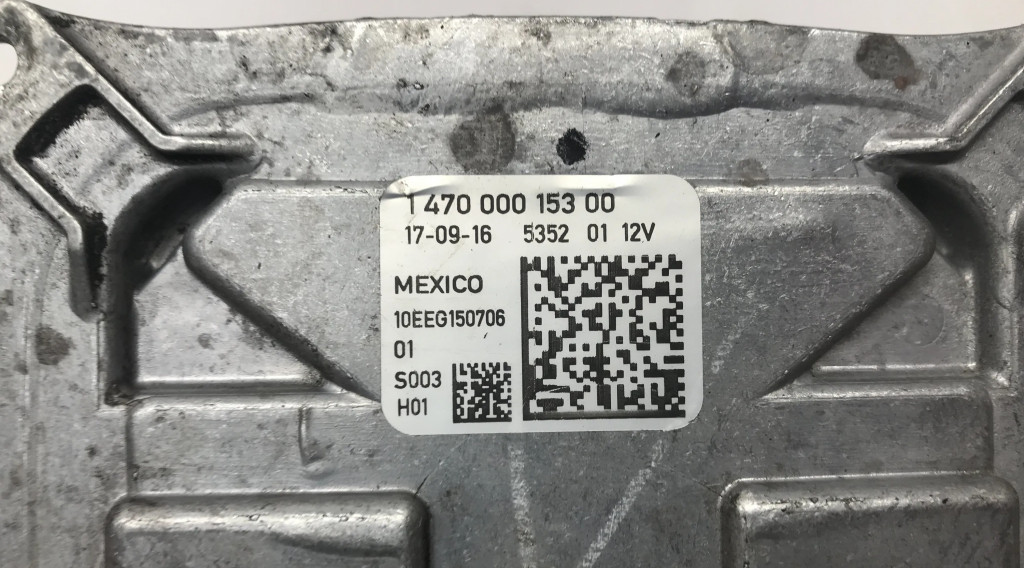 1 470 000 153 00
17-09-16 5352 01 12V
MEXICO
10EEG150706
01
S003
H01